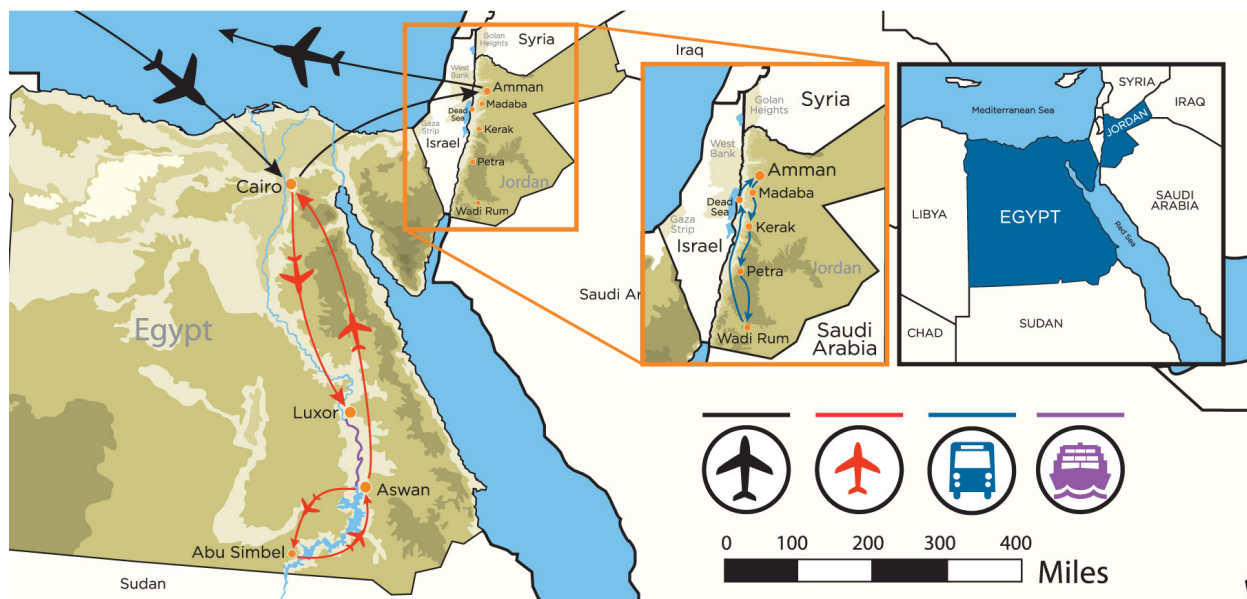 Golan
Heights
Syria
Iraq
West
Bank
Amman
Madaba
Dead
Sea
Gaza
Strip
Kerak
Israel
Petra
Jordan
Wadi Rum
Cairo
Egypt
Luxor
Aswan
Abu Simbel
Sudan
Saudi Ar
Golan
Heights
Syria
West
Bank
Amman
Madaba
Dead
Sea
Gaza
Strip
Kerak
Israel
Petra
Jordan
Wadi Rum
Saudi
Arabia
Mediterranean Sea
SYRIA
IRAQ
JORDAN
LIBYA
EGYPT
SAUDI
ARABIA
Red Sea
CHAD
SUDAN
0 100 200 300 400
Miles